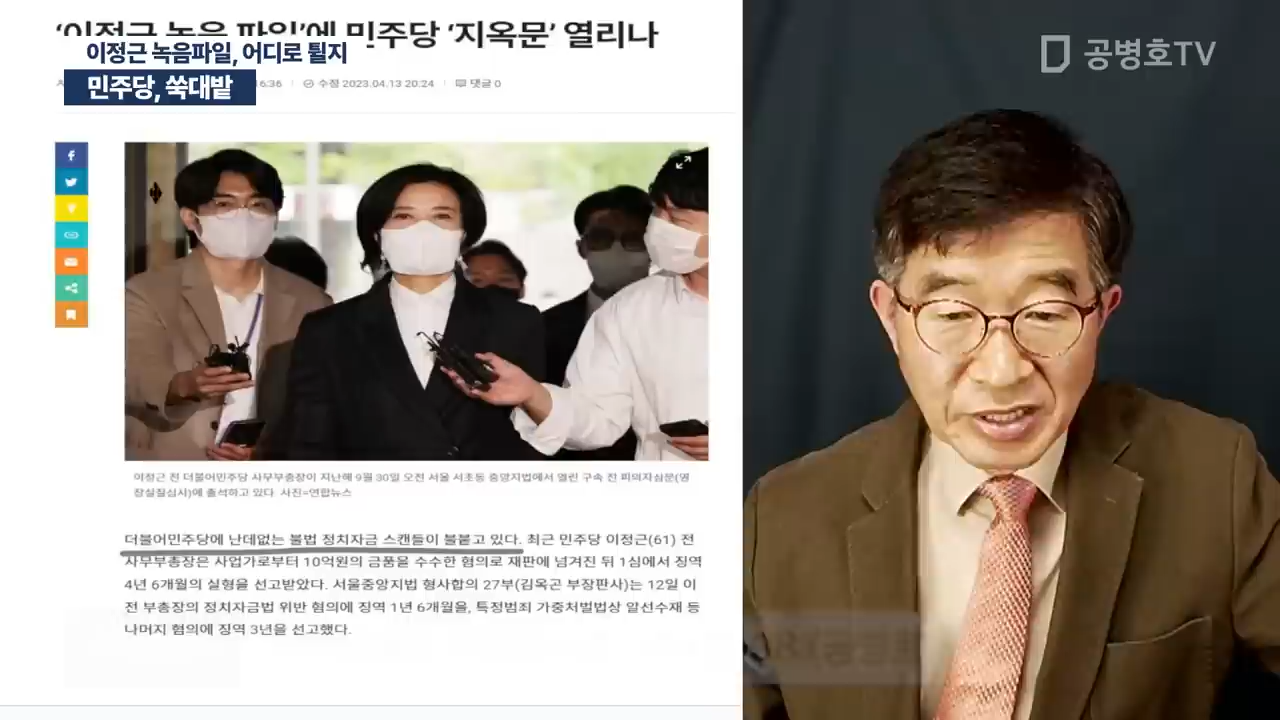 ‘이정근 녹음 파일’에 민주당 ‘지옥문’ 열리나
이정근 녹음파일, 어디로 튈지
민주당, 쑥대밭
16:36 수정 2023.04.13 20:24 댓글 0
공병호TV
이정근 전 더불어민주당 사무부총장이 지난해 9월 30일 오전 서울 서초동 중앙지법에서 열린 구속 전 피의자심문(영
장실질심사)에 출석하고 있다. 사진=연합뉴스
더불어민주당에 난데없는 불법 정치자금 스캔들이 불붙고 있다. 최근 민주당 이정근(61) 전
사무부총장은 사업가로부터 10억원의 금품을 수수한 혐의로 재판에 넘겨진 뒤 1심에서 징역
4년 6개월의 실형을 선고받았다. 서울중앙지법 형사합의 27부(김옥곤 부장판사)는 12일 이
전 부총장의 정치자금법 위반 혐의에 징역 1년 6개월을, 특정범죄 가중처벌법상 알선수재 등
나머지 혐의에 징역 3년을 선고했다.